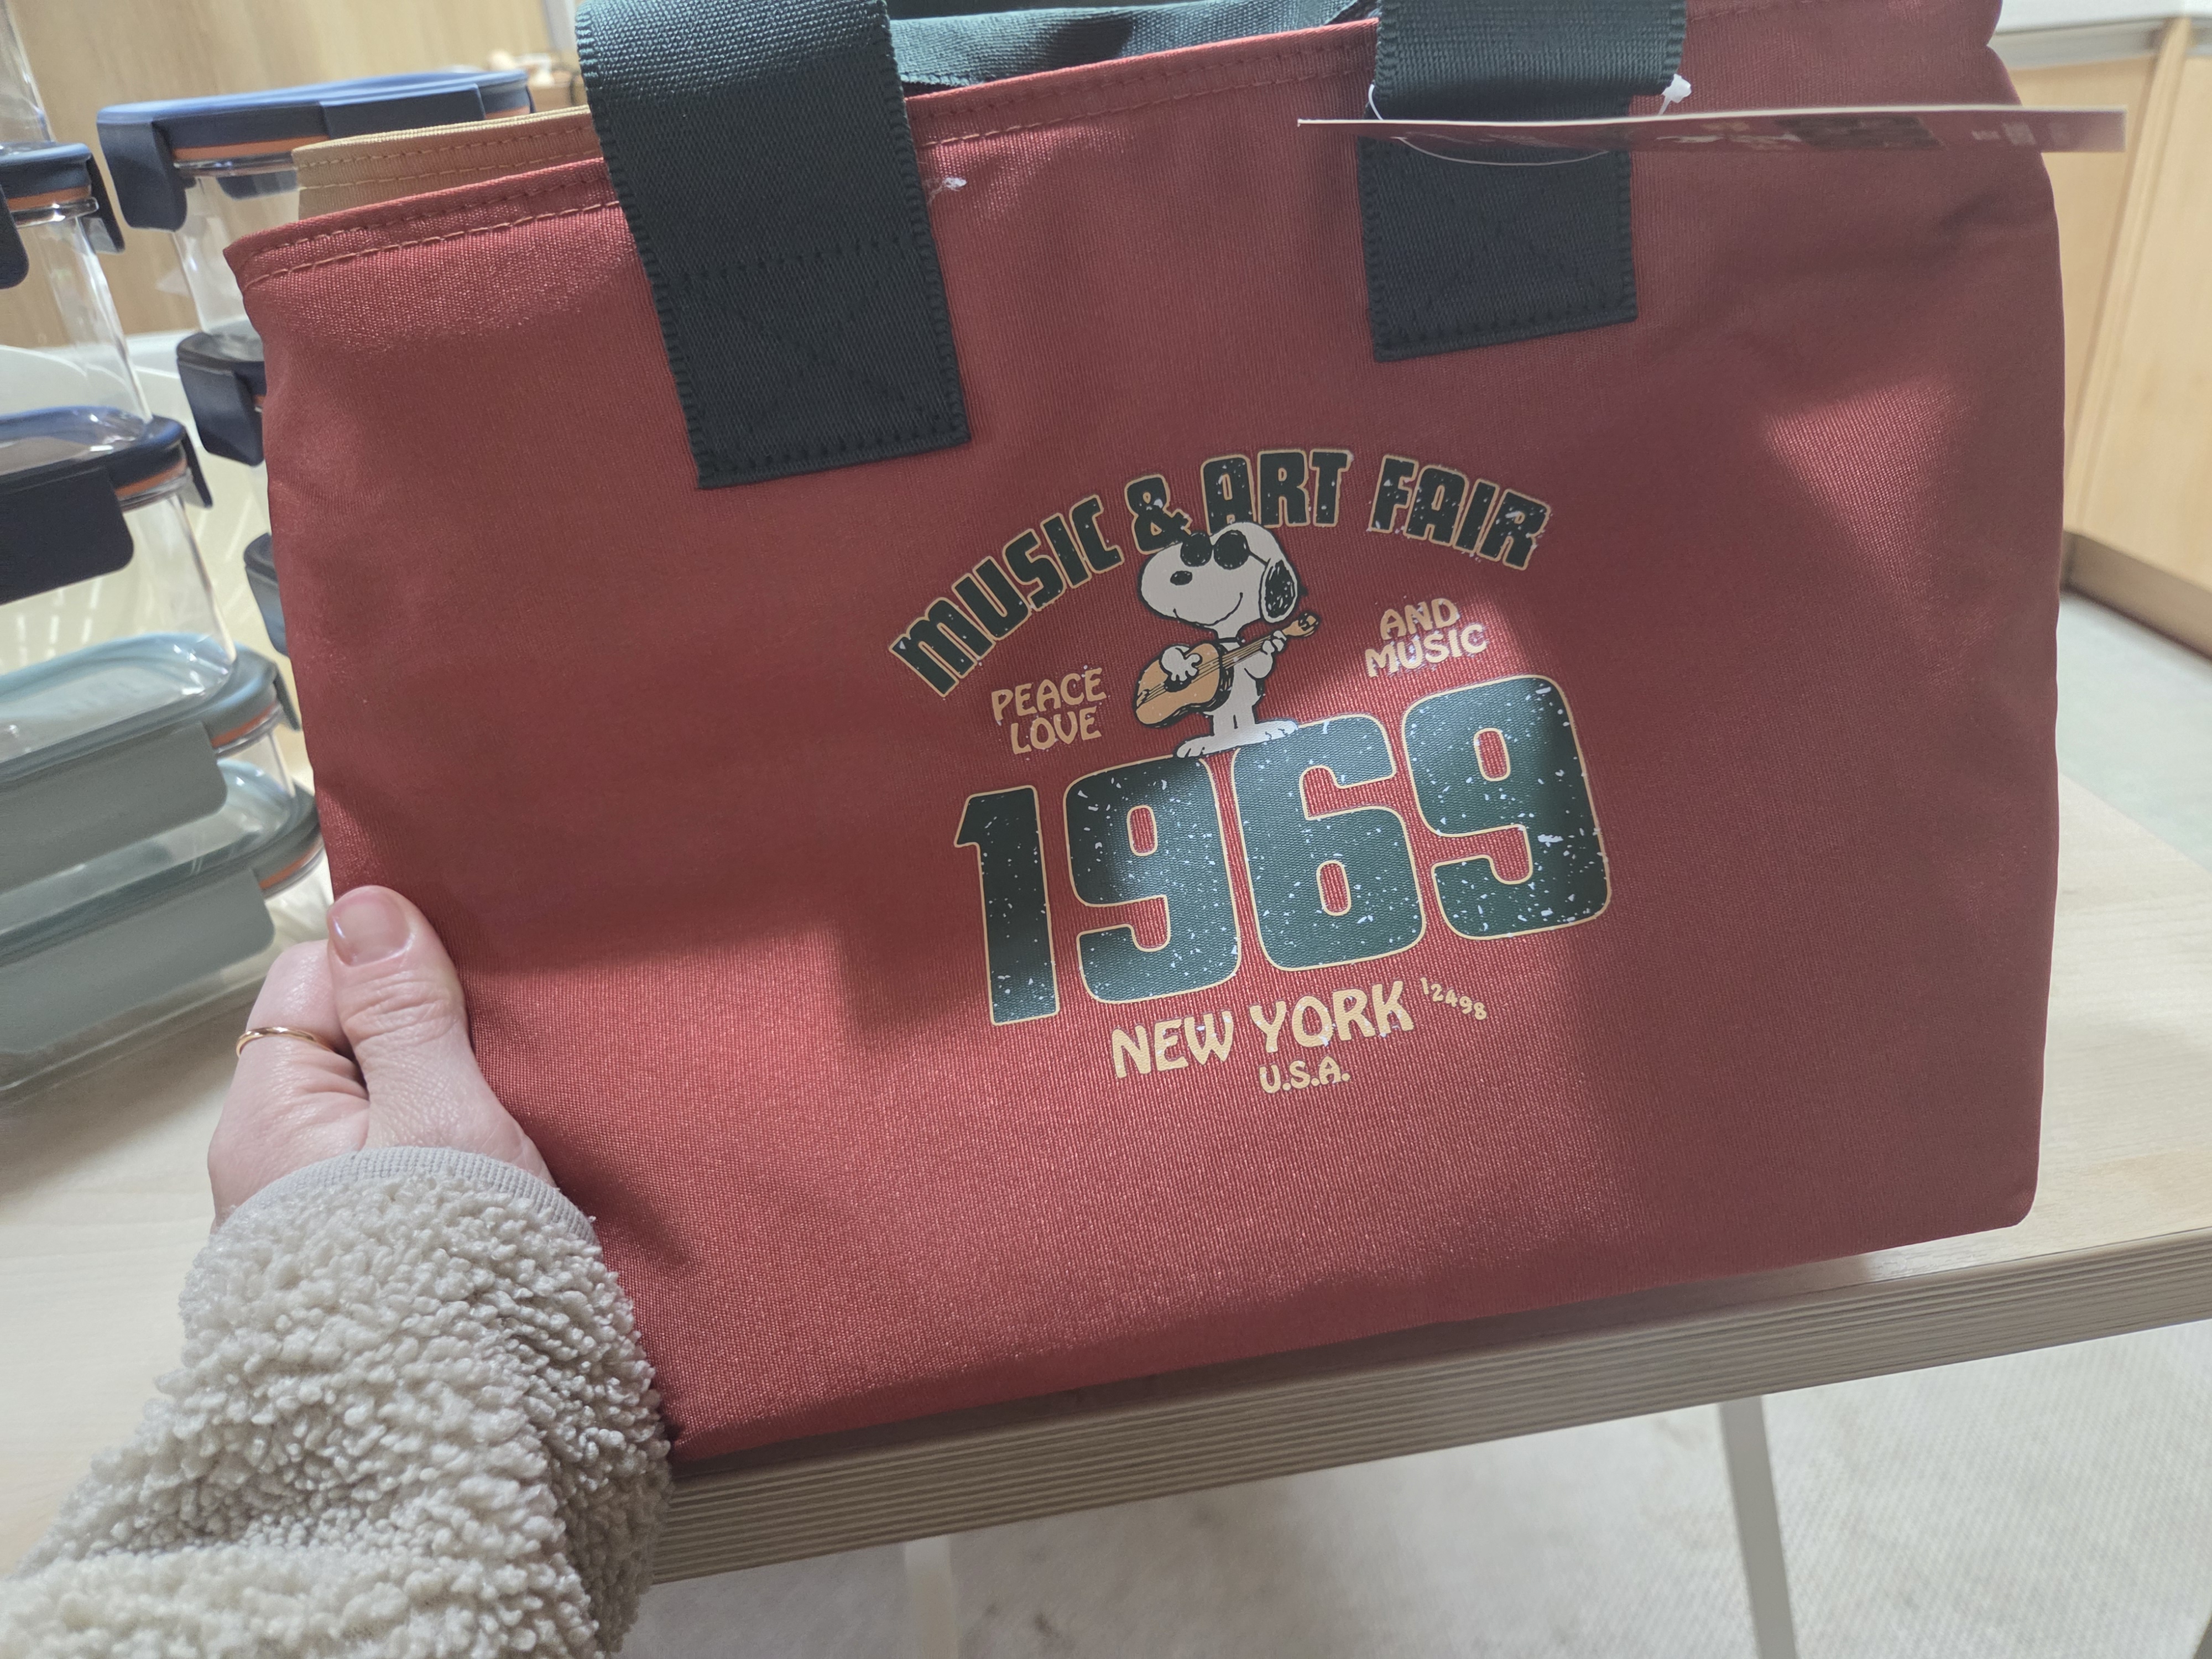 MUSIC & ART FAIR
PEACE
LOVE
AND
MUSIC
1969
NEW YORK 12498
U.S.A.